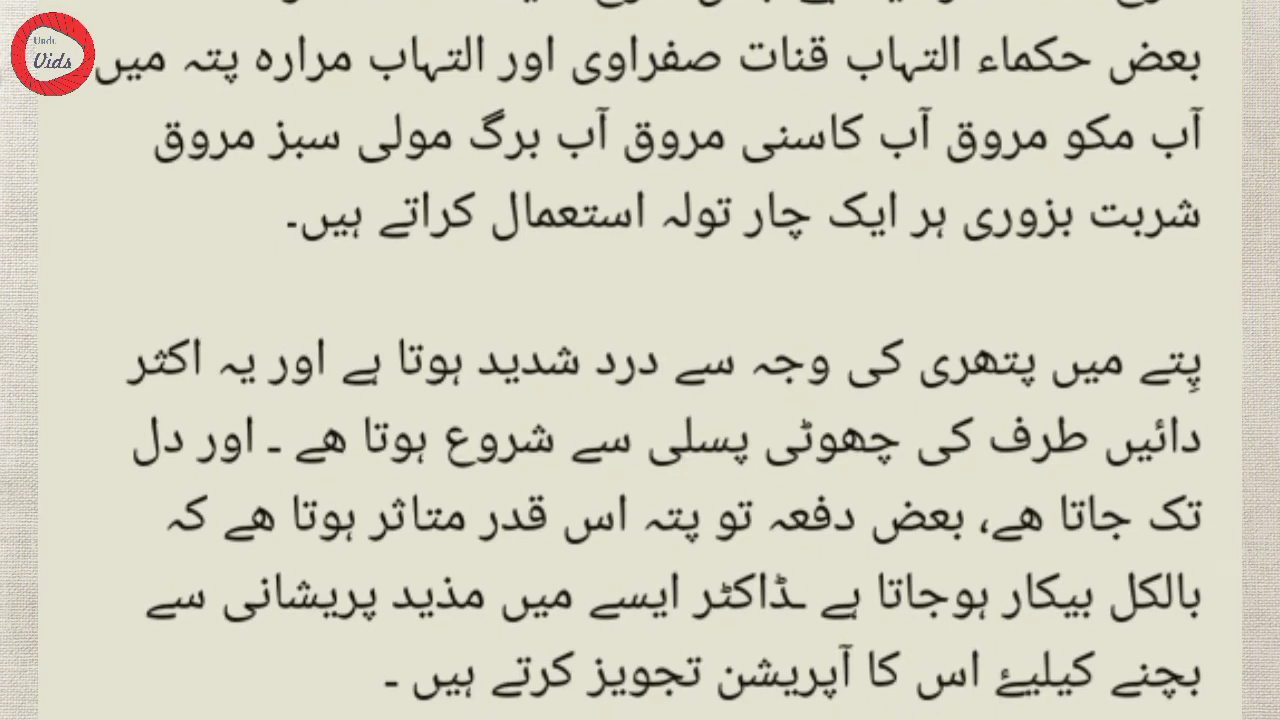 بعض حکماء التہاب قنات صفراوی اور التہاب مرارہ پتہ میں
آب مکو مروق آب کاسنی مروق آب برگ مولی سبز مروق
شربت بزوری ہر ایک چار تولہ استعمال کراتے ہیں۔
پِتے میں پتھری کی وجہ سے درد شدید ہوتا ہے اور یہ اکثر
دائیں طرف کی چھوٹی پسلی سے شروع ہوتا ھے ۔ اور دل
تک جاتا ھے، بعض دفعہ تو پتہ اس قدر متاثر ہوتا ھے کہ
بالکل بیکار ہوجاتا ہے۔ ڈاکٹر ایسے میں مزید پریشانی سے
بچنے کیلیۓ اس کا آپریشن تجویز کرتے ہیں
Urdu
Vids